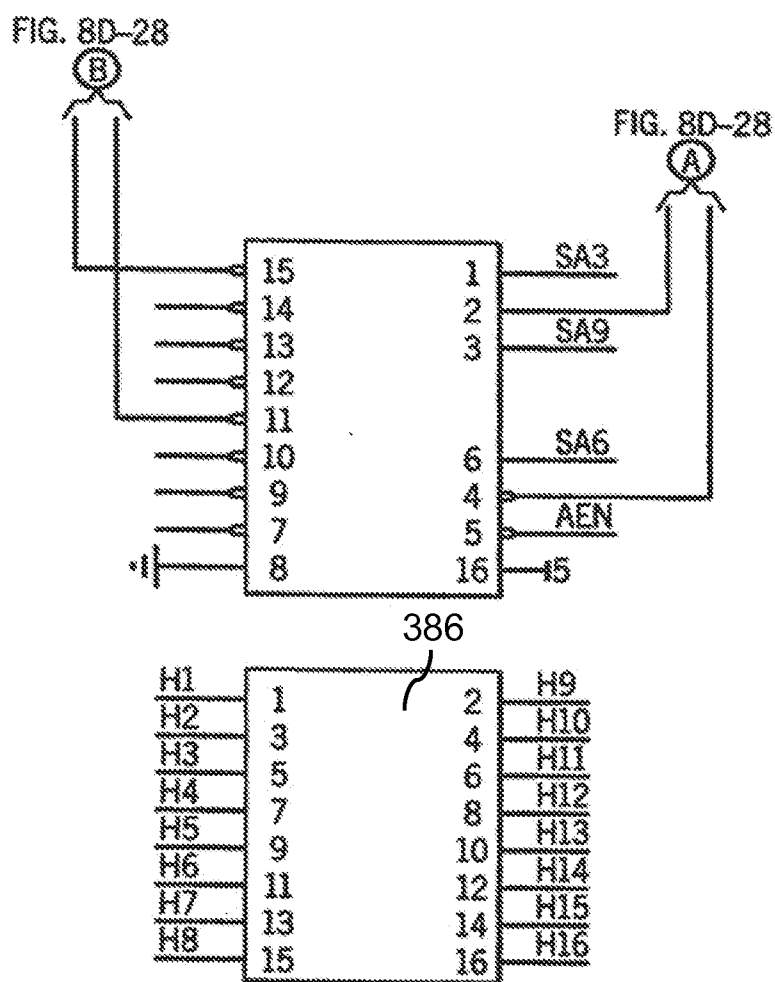 FIG. 8D-28
B
FIG. 8D-28
A
15 1 SA3
14 2
13 3 SA9
12
11
10 6 SA6
9 4
7 5 AEN
8 16 5
386
H1 1 2 H9
H2 3 4 H10
H3 5 6 H11
H4 7 8 H12
H5 9 10 H13
H6 11 12 H14
H7 13 14 H15
H8 15 16 H16